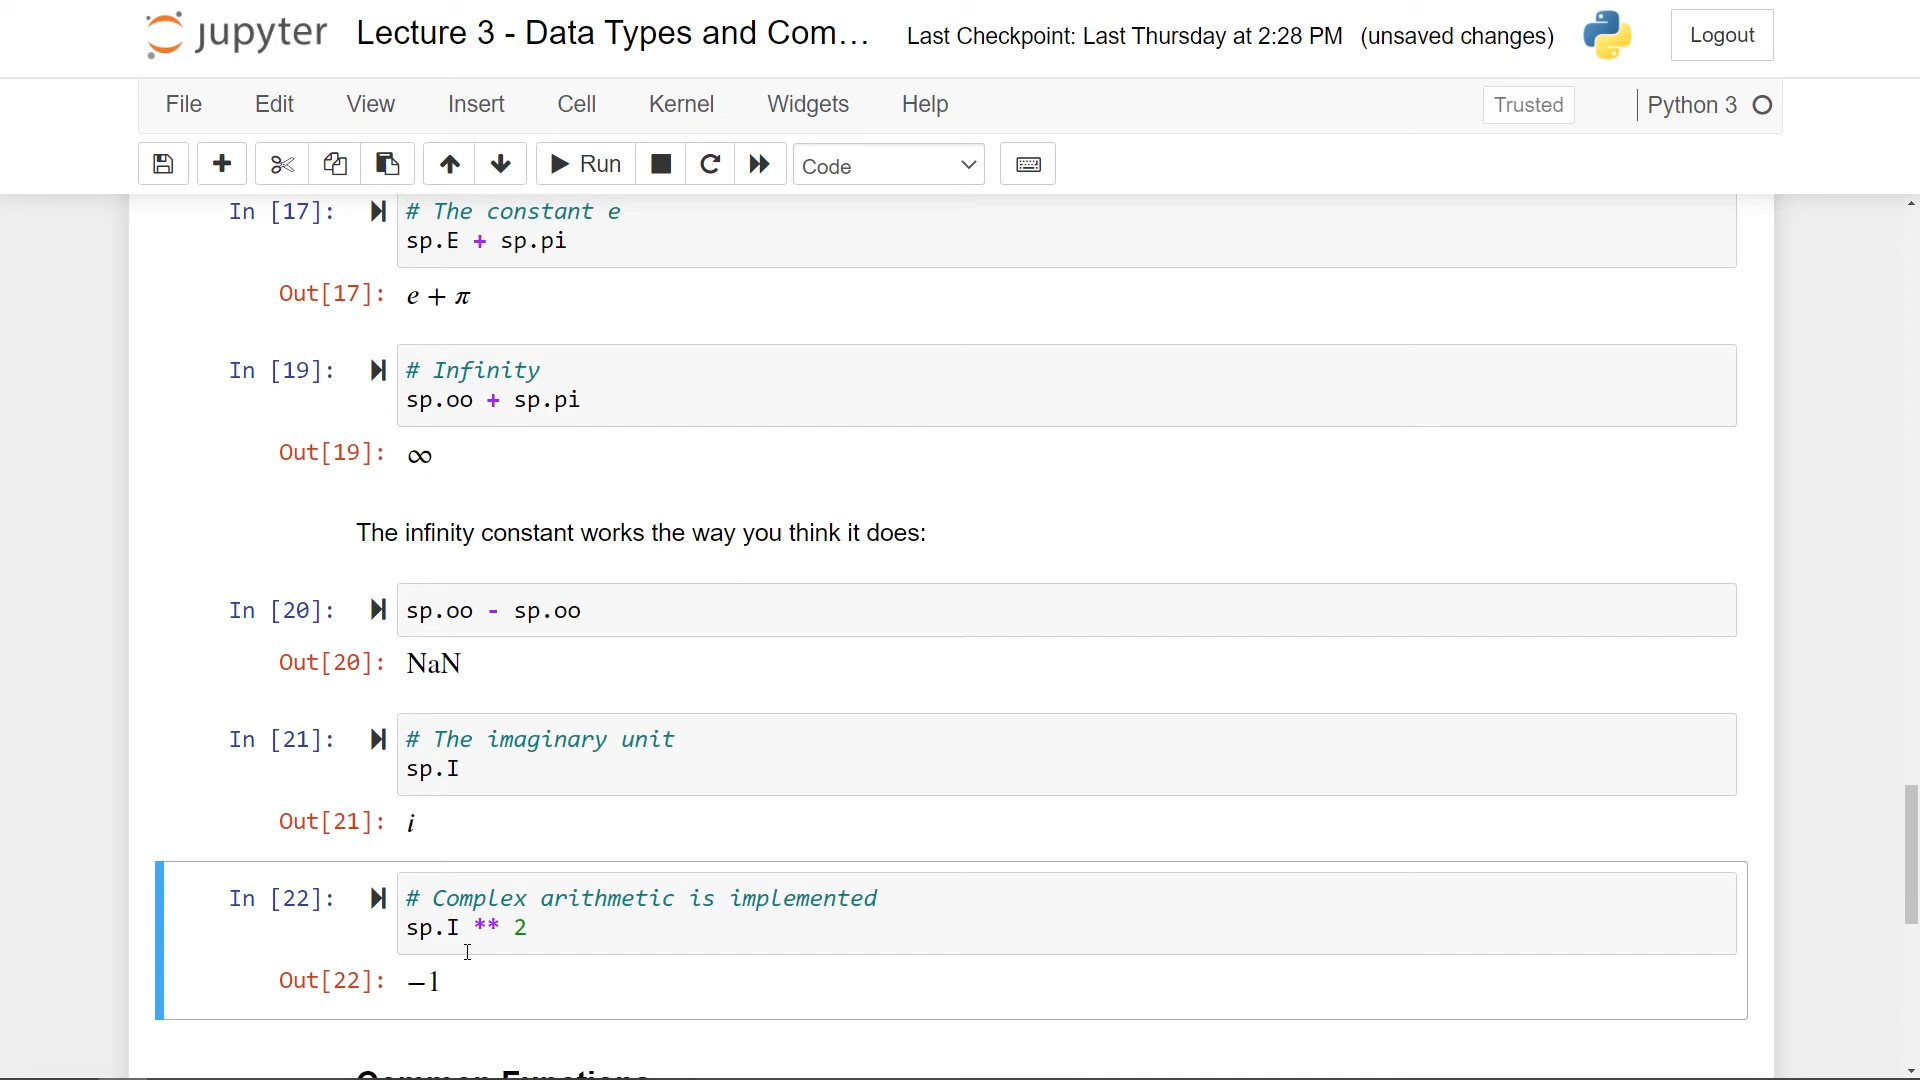 jupyter Lecture 3 - Data Types and Com... Last Checkpoint: Last Thursday at 2:28 PM (unsaved changes) Logout
File Edit View Insert Cell Kernel Widgets Help Trusted Python 3
Run Code
In [17]: # The constant e
sp.E + sp.pi
Out[17]: e + π
In [19]: # Infinity
sp.oo + sp.pi
Out[19]: ∞
The infinity constant works the way you think it does:
In [20]: sp.oo - sp.oo
Out[20]: NaN
In [21]: # The imaginary unit
sp.I
Out[21]: i
In [22]: # Complex arithmetic is implemented
sp.I ** 2
Out[22]: −1
Common Functions